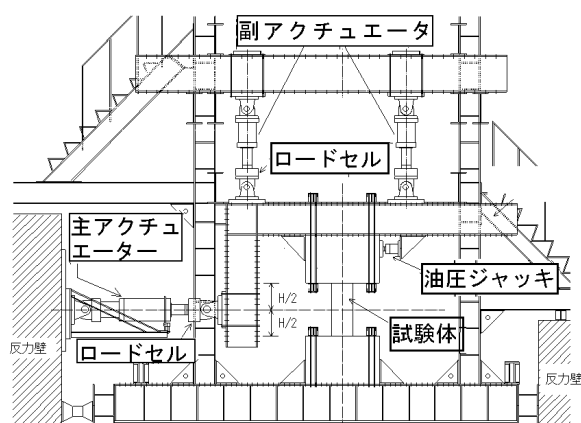 副アクチュエータ
ロードセル
主アクチュ
エーター
油圧ジャッキ
H/2
H/2
試験体
ロードセル
反力壁
反力壁